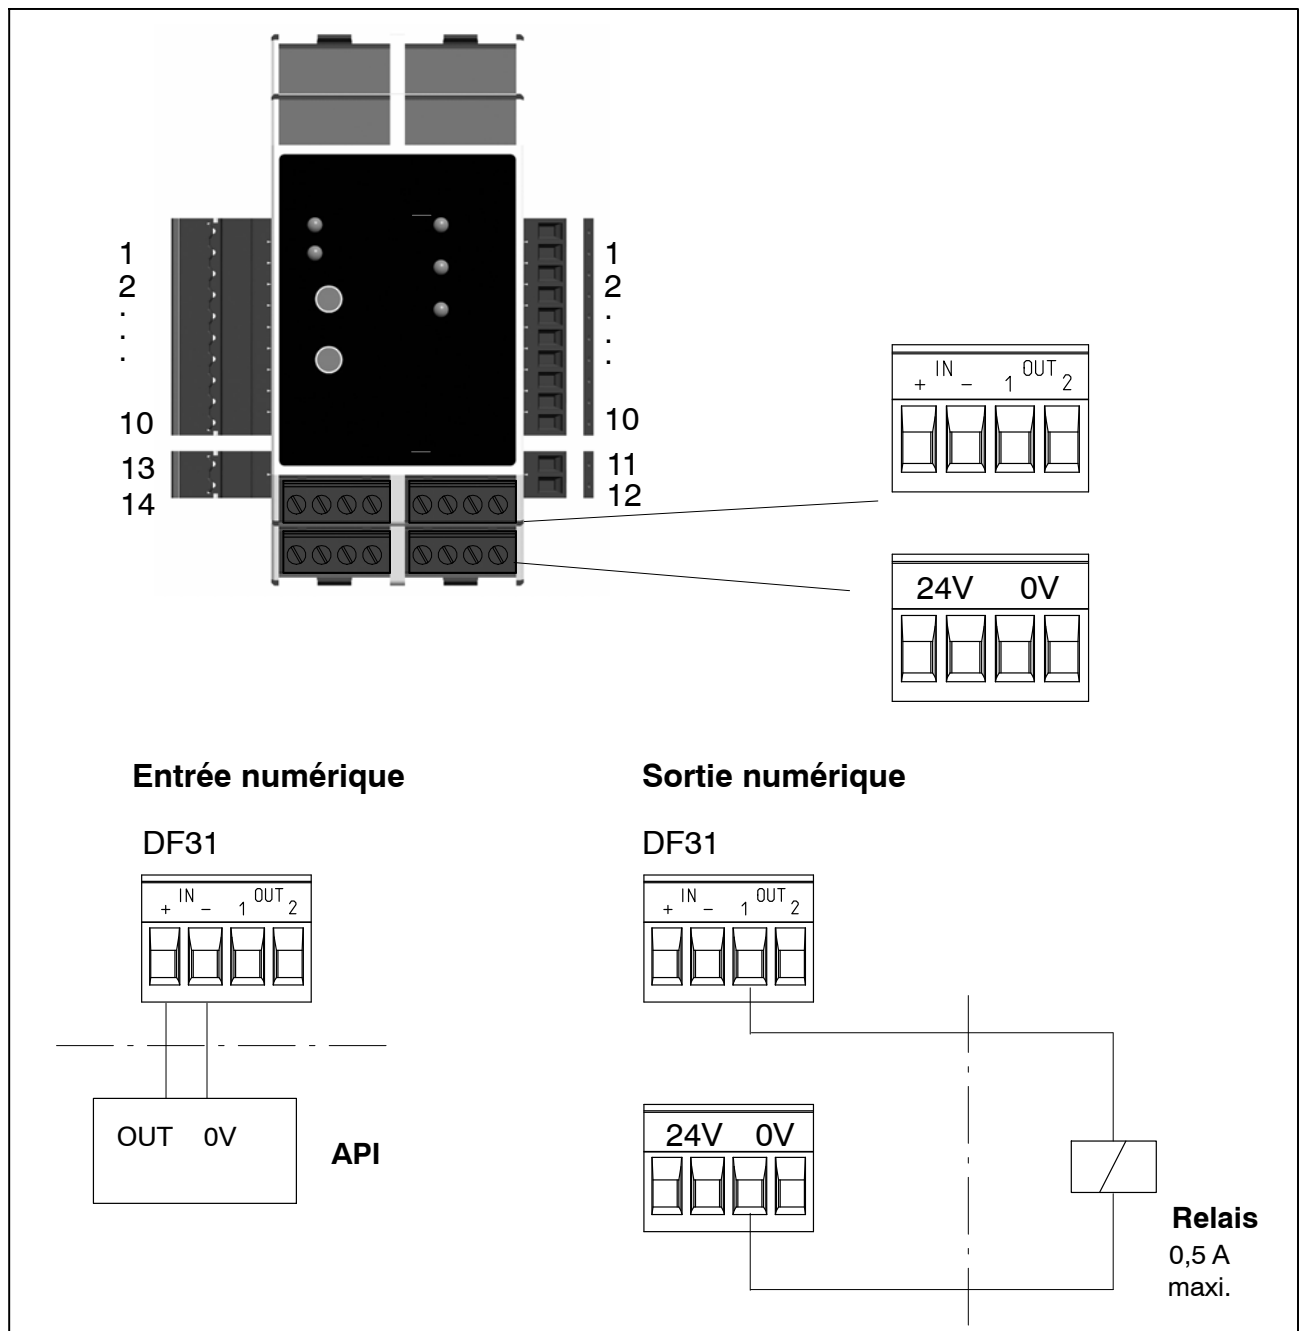 1
2
.
.
.
10
13
14
1
2
.
.
.
10
11
12
IN OUT
+ − 1 2
24V 0V
Entrée numérique
DF31
IN OUT
+ − 1 2
OUT 0V
API
Sortie numérique
DF31
IN OUT
+ − 1 2
24V 0V
Relais
0,5 A
maxi.